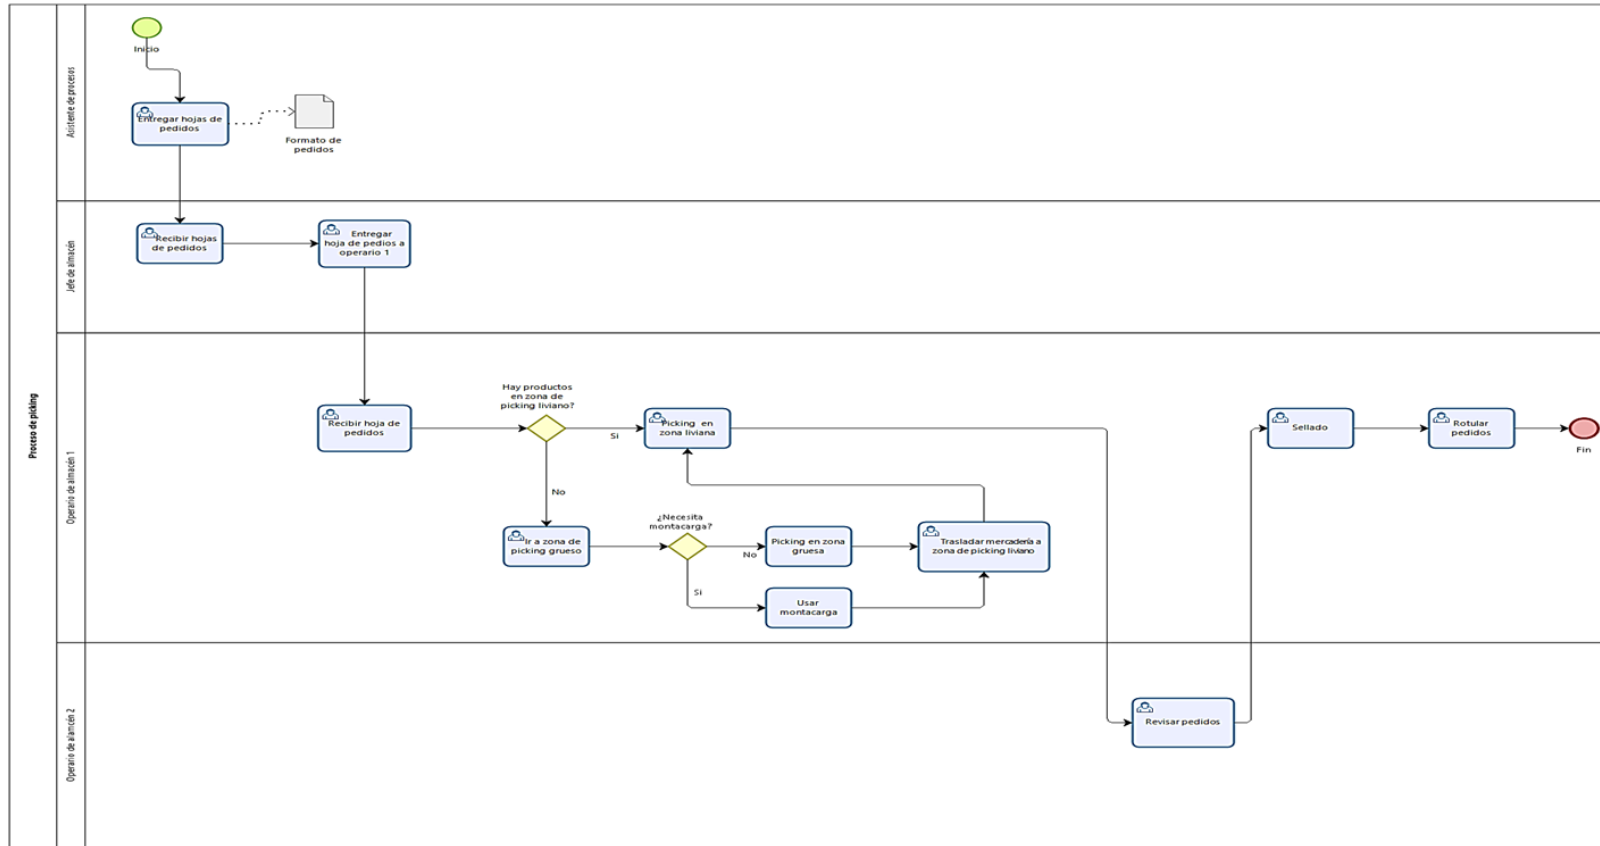 Proceso de picking
Asistente de procesos
Inicio
Entregar hojas de
pedidos
Formato de
pedidos
Jefe de almacén
Recibir hojas
de pedidos
Entregar
hoja de pedios a
operario 1
Operario de almacén 1
Recibir hoja de
pedidos
Hay productos
en zona de
picking liviano?
Si
No
Picking en
zona liviana
Ir a zona de
picking grueso
¿Necesita
montacarga?
No
Si
Picking en zona
gruesa
Usar
montacarga
Trasladar mercadería a
zona de picking liviano
Sellado
Rotular
pedidos
Fin
Operario de alamcén 2
Revisar pedidos